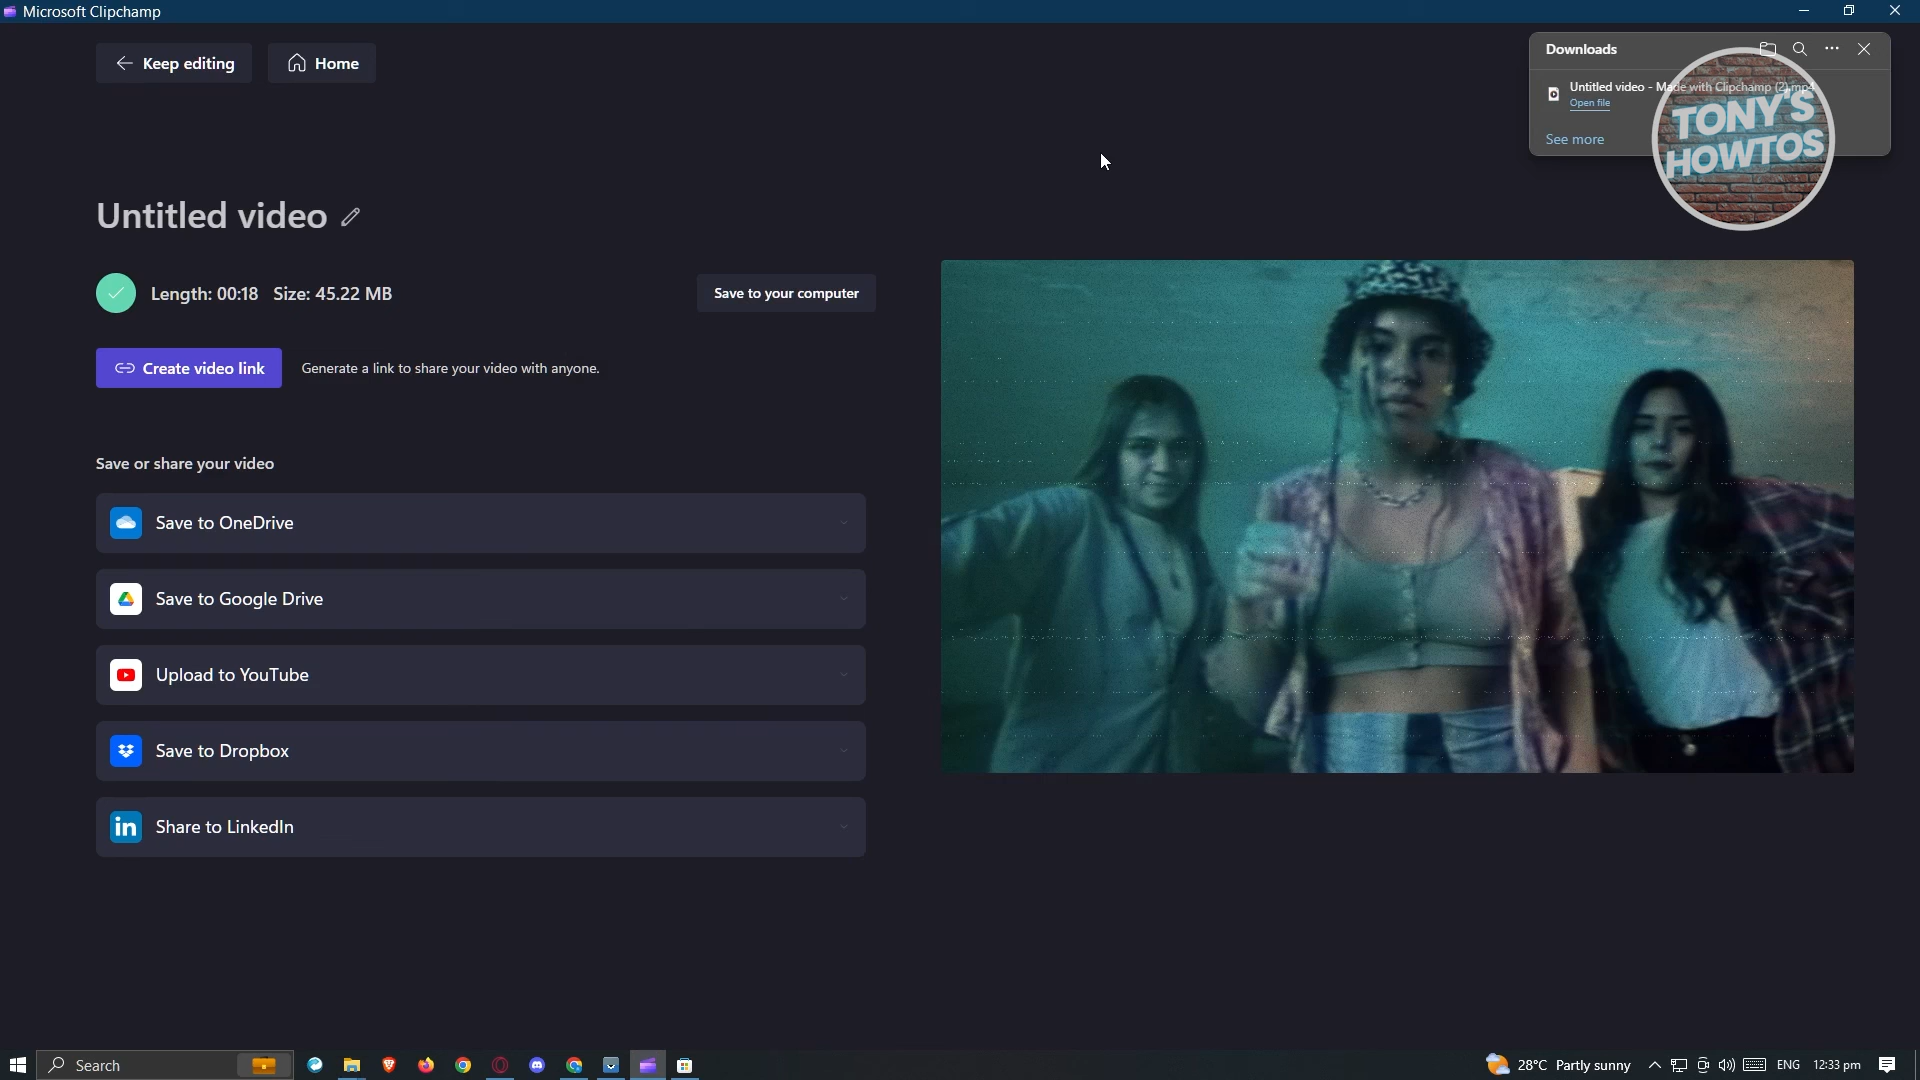 Microsoft Clipchamp
Keep editing
Home
Downloads
Untitled video - Made with Clipchamp (2).mp4
Open file
See more
TONY'S
HOWTOS
Untitled video
Length: 00:18 Size: 45.22 MB
Save to your computer
Create video link
Generate a link to share your video with anyone.
Save or share your video
Save to OneDrive
Save to Google Drive
Upload to YouTube
Save to Dropbox
in Share to LinkedIn
Search
28°C Partly sunny
ENG
12:33 pm